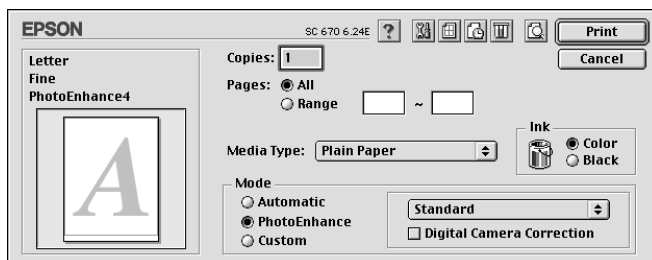 EPSON
SC 670 6.24E
?
Print
Letter
Fine
PhotoEnhance4
Copies: 1
Cancel
Pages: All
Range ~
Media Type: Plain Paper
Ink
Color
Black
A
Mode
Automatic
PhotoEnhance
Custom
Standard
Digital Camera Correction